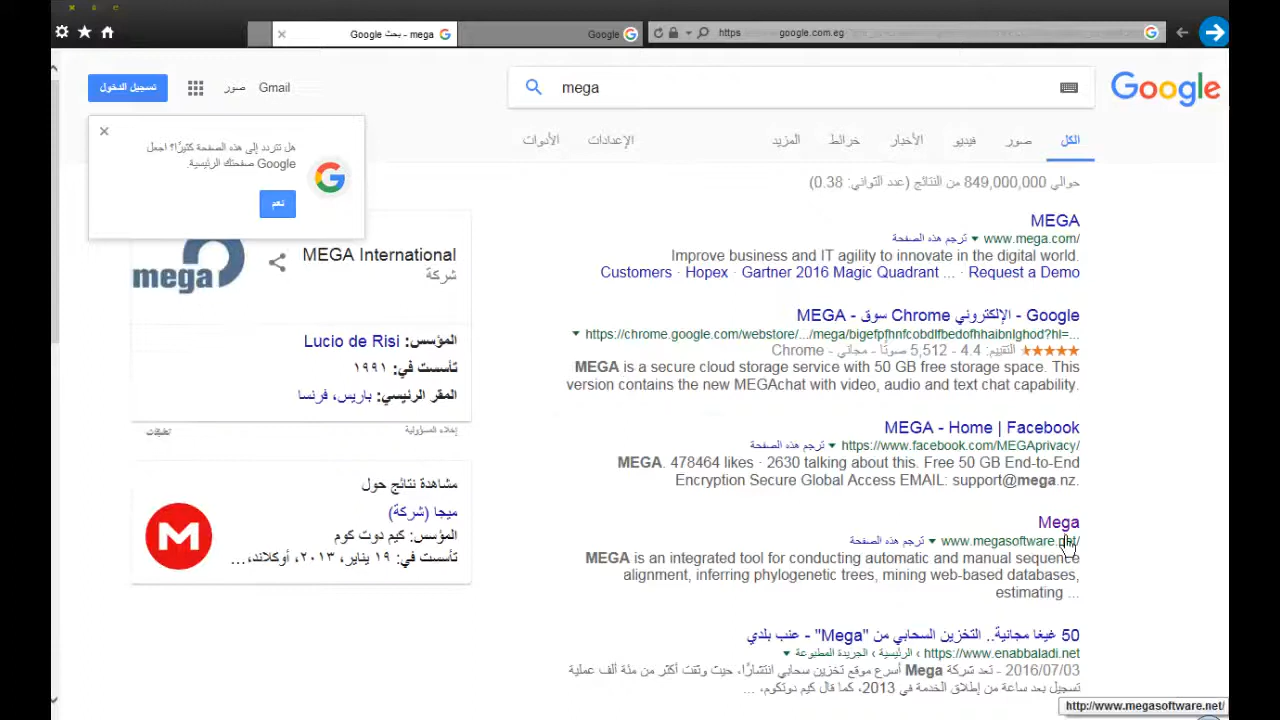 mega - بحث Google
Google
https google.com.eg
تسجيل الدخول
صور
Gmail
mega
Google
الكل
صور
فيديو
الأخبار
خرائط
المزيد
الإعدادات
الأدوات
هل تتردد إلى هذه الصفحة كثيرًا؟ اجعل
Google صفحتك الرئيسية.
نعم
حوالي 849,000,000 من النتائج (عدد الثواني: 0.38)
MEGA
www.mega.com/ ترجم هذه الصفحة
Improve business and IT agility to innovate in the digital world.
Customers · Hopex · Gartner 2016 Magic Quadrant ... · Request a Demo
MEGA - سوق Chrome الإلكتروني - Google
https://chrome.google.com/webstore/.../mega/bigefpfhnfcobdlfbedofhhaibnlghod?hl=...
التقييم: 4.4 - 5,512 صوتًا - مجاني - Chrome
MEGA is a secure cloud storage service with 50 GB free storage space. This
version contains the new MEGAchat with video, audio and text chat capability.
MEGA - Home | Facebook
https://www.facebook.com/MEGAprivacy/ ترجم هذه الصفحة
MEGA. 478464 likes · 2630 talking about this. Free 50 GB End-to-End
Encryption Secure Global Access EMAIL: support@mega.nz.
Mega
www.megasoftware.net/ ترجم هذه الصفحة
MEGA is an integrated tool for conducting automatic and manual sequence
alignment, inferring phylogenetic trees, mining web-based databases,
estimating ...
50 غيغا مجانية.. التخزين السحابي من "Mega" - عنب بلدي
https://www.enabbaladi.net › الرئيسية › الجريدة المطبوعة
2016/07/03 - تعد شركة Mega أسرع موقع تخزين سحابي انتشارًا، حيث وثقت أكثر من مئة ألف عملية
تسجيل بعد ساعة من إطلاق الخدمة في 2013، كما قال كيم دوتكوم، ...
mega
MEGA International
شركة
المؤسس: Lucio de Risi
تأسست في: ١٩٩١
المقر الرئيسي: باريس، فرنسا
إخلاء المسؤولية
تعليقات
مشاهدة نتائج حول
ميجا (شركة)
المؤسس: كيم دوت كوم
تأسست في: ١٩ يناير، ٢٠١٣، أوكلاند،...
M
http://www.megasoftware.net/